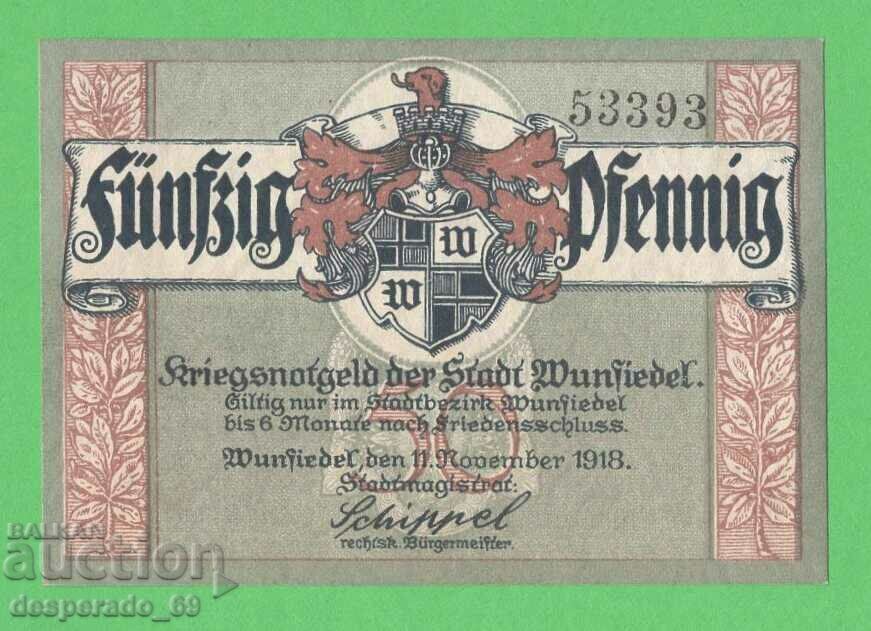 53393
Fünfzig Pfennig
W
W
50
Kriegsnotgeld der Stadt Wunsiedel.
Giltig nur im Stadtbezirk Wunsiedel
bis 6 Monate nach Friedensschluss.
Wunsiedel, den 11. November 1918.
Stadtmagistrat:
Schippel
rechtsk. Bürgermeister.
BALKAN
auction
desperado_69